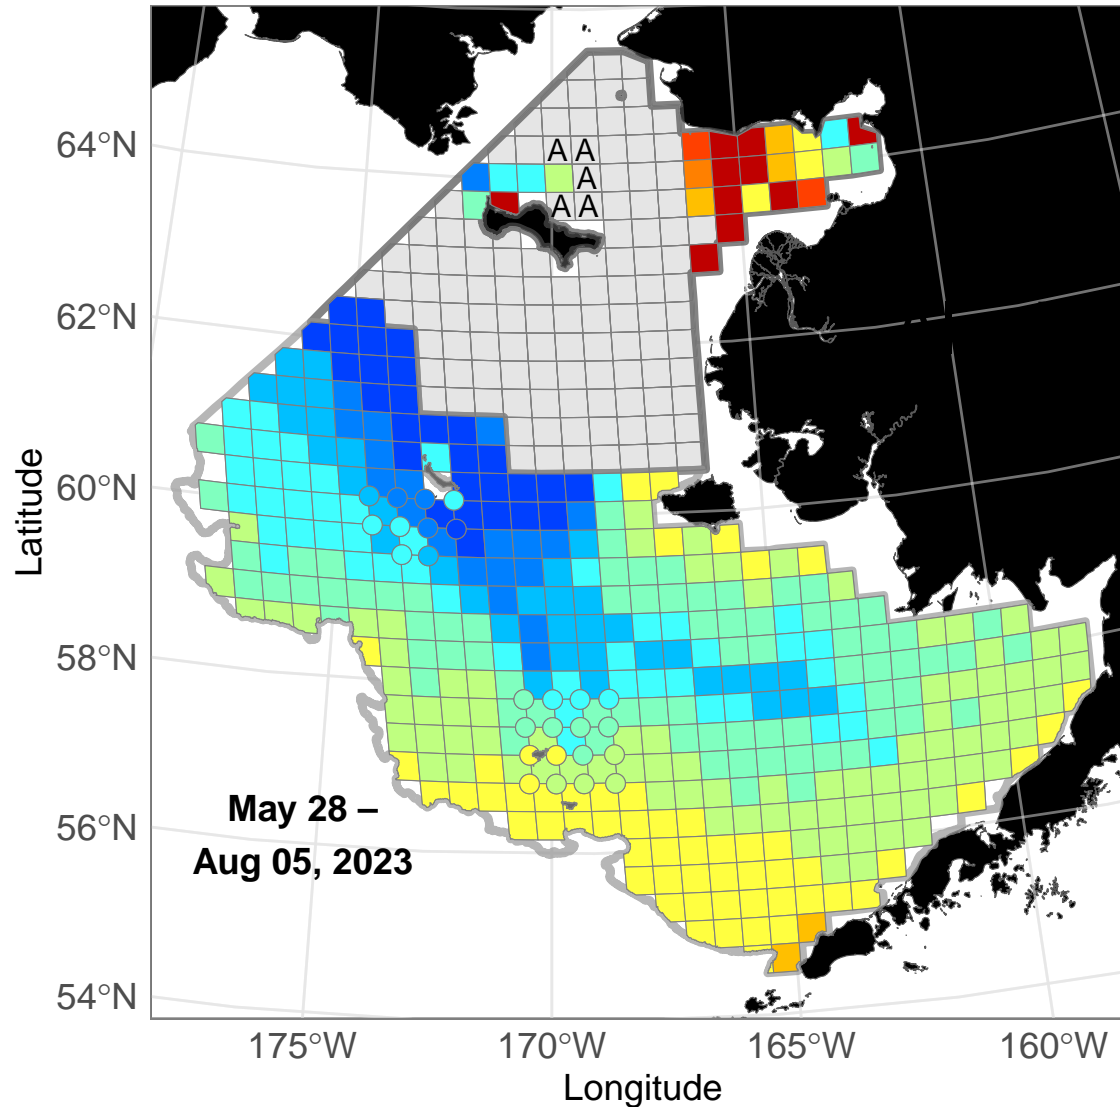 64°N
A A
A
A A
62°N
60°N
58°N
May 28 –
56°N
Aug 05, 2023
54°N
175°W
170°W
165°W
160°W
Latitude
Longitude